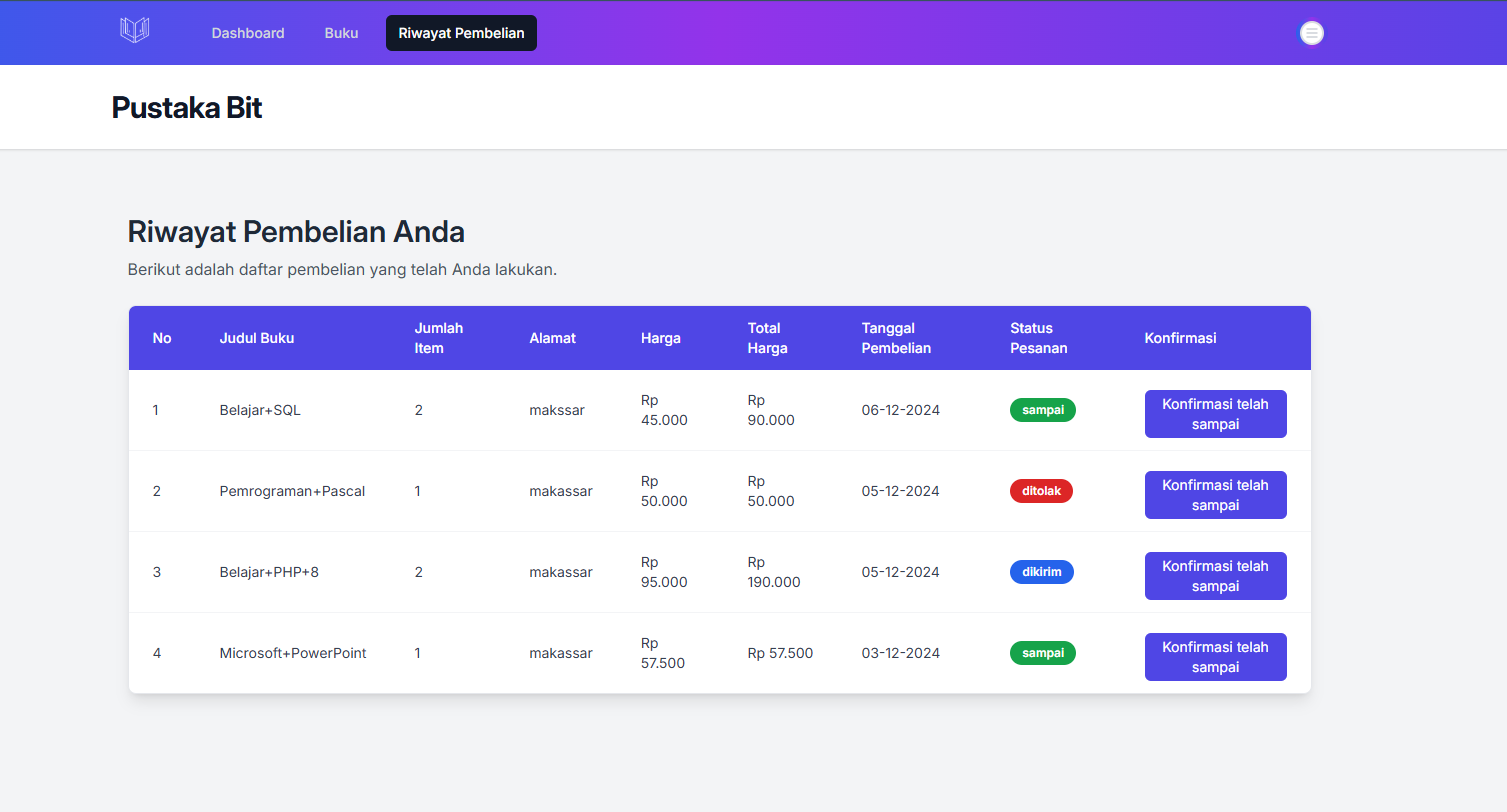 Dashboard Buku Riwayat Pembelian
Pustaka Bit
Riwayat Pembelian Anda
Berikut adalah daftar pembelian yang telah Anda lakukan.
No Judul Buku Jumlah Item Alamat Harga Total Harga Tanggal Pembelian Status Pesanan Konfirmasi
1 Belajar+SQL 2 makssar Rp 45.000 Rp 90.000 06-12-2024 sampai Konfirmasi telah sampai
2 Pemrograman+Pascal 1 makassar Rp 50.000 Rp 50.000 05-12-2024 ditolak Konfirmasi telah sampai
3 Belajar+PHP+8 2 makassar Rp 95.000 Rp 190.000 05-12-2024 dikirim Konfirmasi telah sampai
4 Microsoft+PowerPoint 1 makassar Rp 57.500 Rp 57.500 03-12-2024 sampai Konfirmasi telah sampai